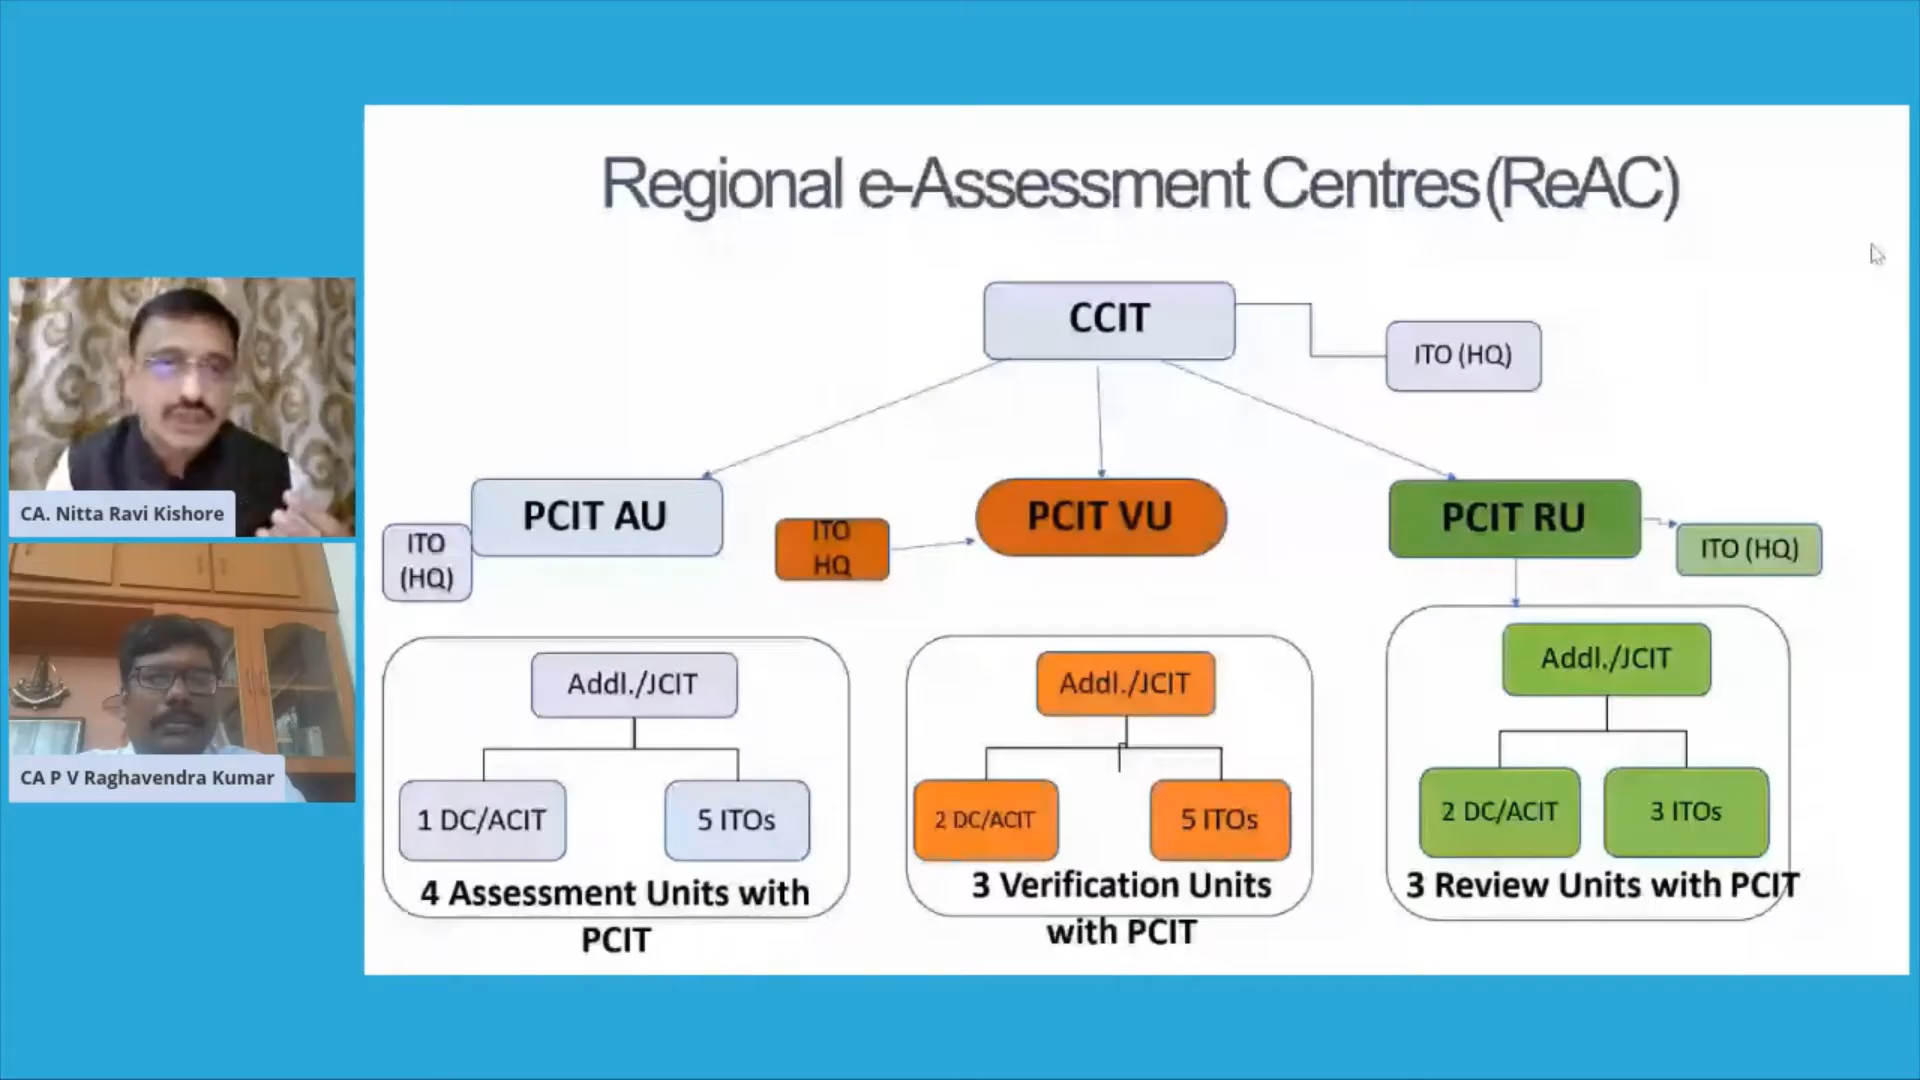 Regional e-Assessment Centres (ReAC)
CCIT
ITO (HQ)
PCIT AU
ITO
(HQ)
ITO
HQ
PCIT VU
PCIT RU
ITO (HQ)
Addl./JCIT
1 DC/ACIT
5 ITOs
4 Assessment Units with
PCIT
Addl./JCIT
2 DC/ACIT
5 ITOs
3 Verification Units
with PCIT
Addl./JCIT
2 DC/ACIT
3 ITOs
3 Review Units with PCIT
CA. Nitta Ravi Kishore
CA P V Raghavendra Kumar